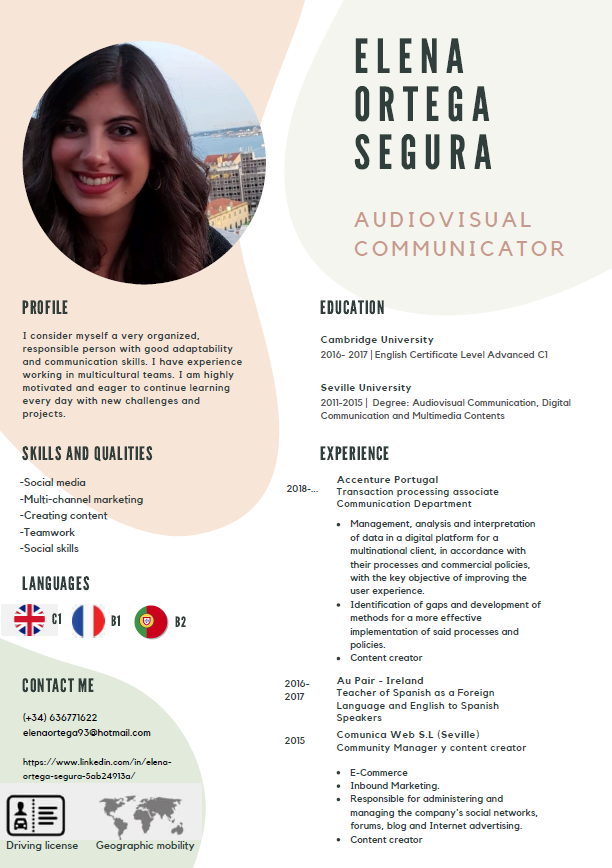 ELENA
ORTEGA
SEGURA
AUDIOVISUAL
COMMUNICATOR
PROFILE
I consider myself a very organized,
responsible person with good adaptability
and communication skills. I have experience
working in multicultural teams. I am highly
motivated and eager to continue learning
every day with new challenges and
projects.
SKILLS AND QUALITIES
-Social media
-Multi-channel marketing
-Creating content
-Teamwork
-Social skills
LANGUAGES
C1 B1 B2
CONTACT ME
(+34) 636771622
elenaortega93@hotmail.com
https://www.linkedin.com/in/elena-
ortega-segura-5ab24913a/
Driving license Geographic mobility
EDUCATION
Cambridge University
2016- 2017 | English Certificate Level Advanced C1
Seville University
2011-2015 | Degree: Audiovisual Communication, Digital
Communication and Multimedia Contents
EXPERIENCE
2018-...
Accenture Portugal
Transaction processing associate
Communication Department
• Management, analysis and interpretation
of data in a digital platform for a
multinational client, in accordance with
their processes and commercial policies,
with the key objective of improving the
user experience.
• Identification of gaps and development of
methods for a more effective
implementation of said processes and
policies.
• Content creator
2016-
2017
Au Pair - Ireland
Teacher of Spanish as a Foreign
Language and English to Spanish
Speakers
2015
Comunica Web S.L (Seville)
Community Manager y content creator
• E-Commerce
• Inbound Marketing.
• Responsible for administering and
managing the company's social networks,
forums, blog and Internet advertising.
• Content creator